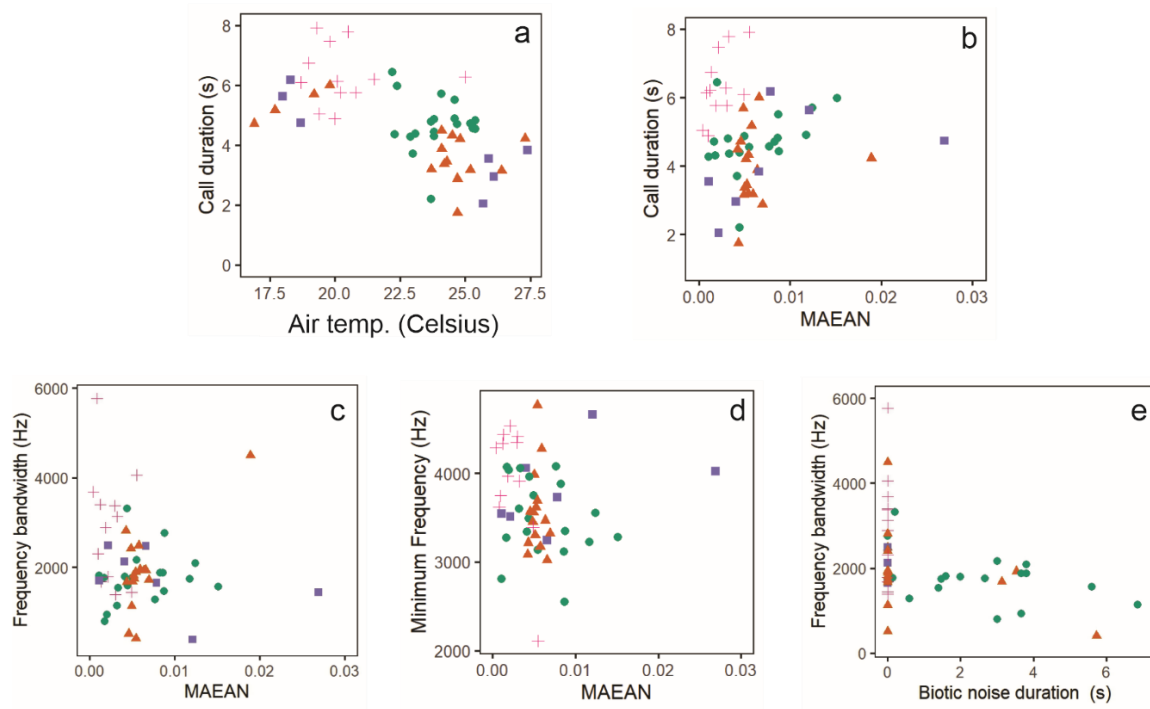 a
Call duration (s)
8
6
4
2
0
17.5 20.0 22.5 25.0 27.5
Air temp. (Celsius)
b
Call duration (s)
8
6
4
2
0.00 0.01 0.02 0.03
MAEAN
c
Frequency bandwidth (Hz)
6000
4000
2000
0.00 0.01 0.02 0.03
MAEAN
d
Minimum Frequency (Hz)
4000
3000
2000
0.00 0.01 0.02 0.03
MAEAN
e
Frequency bandwidth (Hz)
6000
4000
2000
0
0 2 4 6
Biotic noise duration (s)